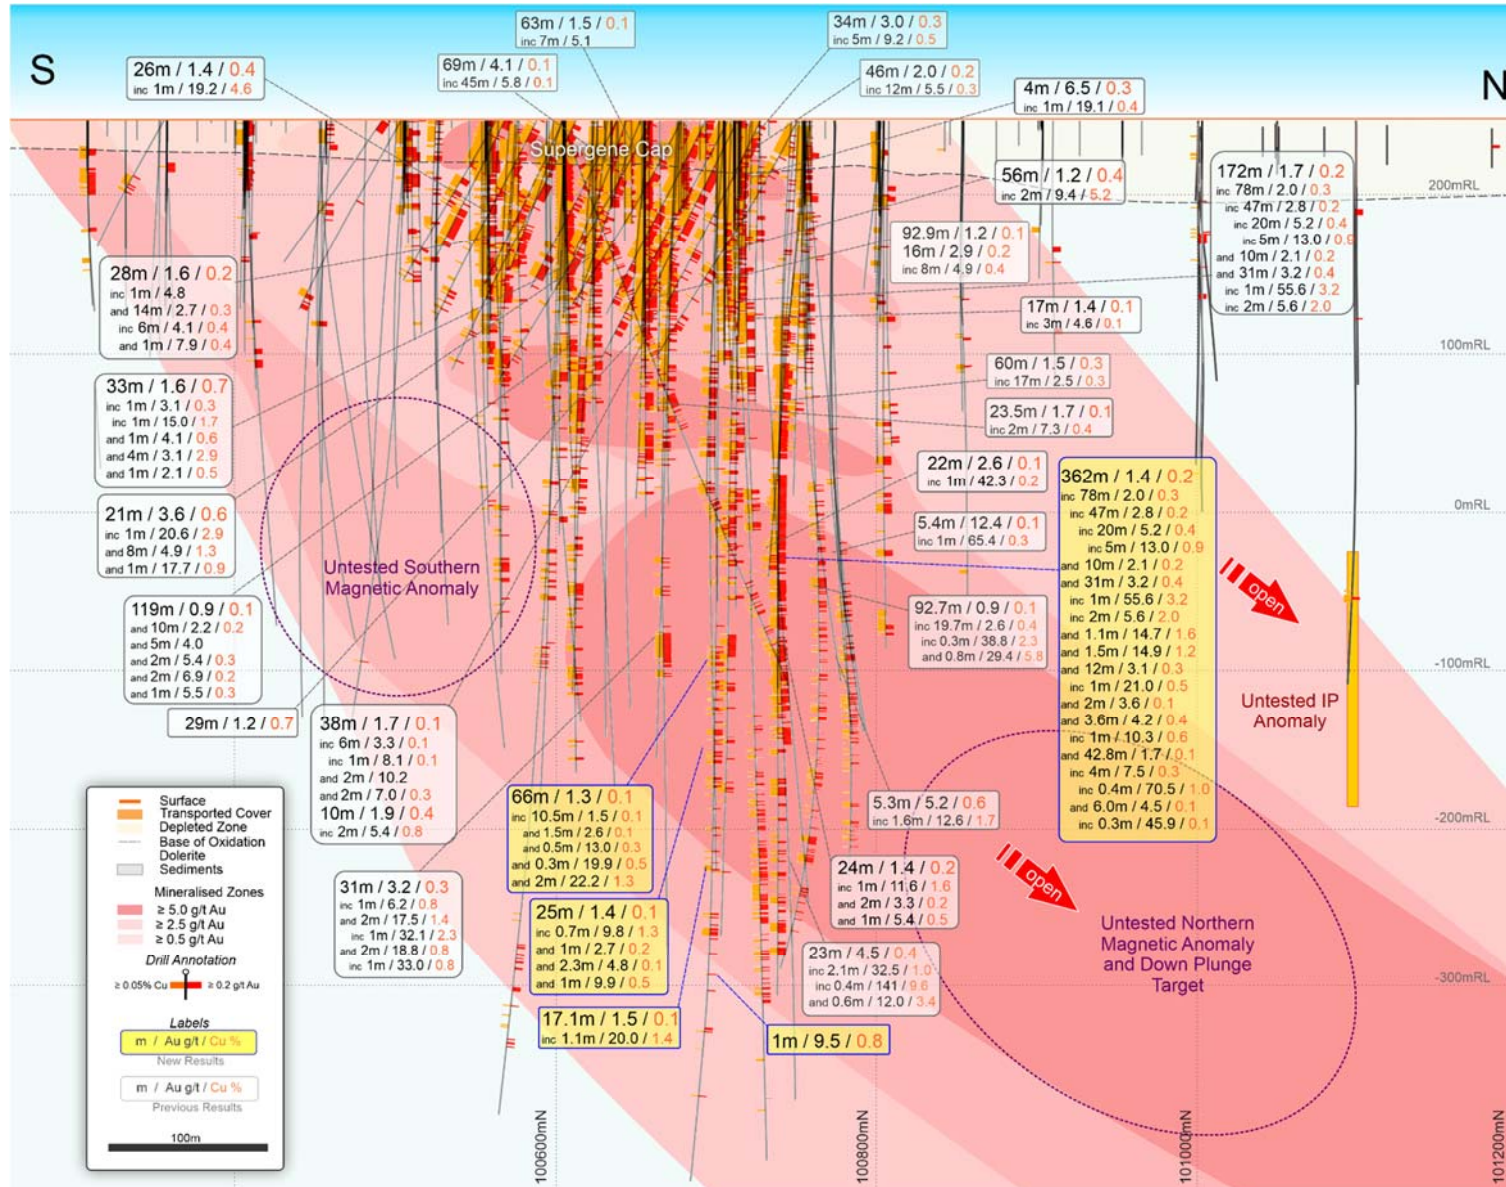 S
N
63m / 1.5 / 0.1
inc 7m / 5.1
34m / 3.0 / 0.3
inc 5m / 9.2 / 0.5
26m / 1.4 / 0.4
inc 1m / 19.2 / 4.6
69m / 4.1 / 0.1
inc 45m / 5.8 / 0.1
46m / 2.0 / 0.2
inc 12m / 5.5 / 0.3
4m / 6.5 / 0.3
inc 1m / 19.1 / 0.4
Supergene Cap
56m / 1.2 / 0.4
inc 2m / 9.4 / 5.2
172m / 1.7 / 0.2
inc 78m / 2.0 / 0.3
inc 47m / 2.8 / 0.2
inc 20m / 5.2 / 0.4
inc 5m / 13.0 / 0.9
and 10m / 2.1 / 0.2
and 31m / 3.2 / 0.4
inc 1m / 55.6 / 3.2
inc 2m / 5.6 / 2.0
200mRL
92.9m / 1.2 / 0.1
16m / 2.9 / 0.2
inc 8m / 4.9 / 0.4
28m / 1.6 / 0.2
inc 1m / 4.8
and 14m / 2.7 / 0.3
inc 6m / 4.1 / 0.4
and 1m / 7.9 / 0.4
17m / 1.4 / 0.1
inc 3m / 4.6 / 0.1
100mRL
60m / 1.5 / 0.3
inc 17m / 2.5 / 0.3
33m / 1.6 / 0.7
inc 1m / 3.1 / 0.3
inc 1m / 15.0 / 1.7
and 1m / 4.1 / 0.6
and 4m / 3.1 / 2.9
and 1m / 2.1 / 0.5
23.5m / 1.7 / 0.1
inc 2m / 7.3 / 0.4
22m / 2.6 / 0.1
inc 1m / 42.3 / 0.2
362m / 1.4 / 0.2
inc 78m / 2.0 / 0.3
inc 47m / 2.8 / 0.2
inc 20m / 5.2 / 0.4
inc 5m / 13.0 / 0.9
and 10m / 2.1 / 0.2
and 31m / 3.2 / 0.4
inc 1m / 55.6 / 3.2
inc 2m / 5.6 / 2.0
and 1.1m / 14.7 / 1.6
and 1.5m / 14.9 / 1.2
and 12m / 3.1 / 0.3
inc 1m / 21.0 / 0.5
and 2m / 3.6 / 0.1
and 3.6m / 4.2 / 0.4
inc 1m / 10.3 / 0.6
and 42.8m / 1.7 / 0.1
inc 4m / 7.5 / 0.3
inc 0.4m / 70.5 / 1.0
and 6.0m / 4.5 / 0.1
inc 0.3m / 45.9 / 0.1
0mRL
21m / 3.6 / 0.6
inc 1m / 20.6 / 2.9
and 8m / 4.9 / 1.3
and 1m / 17.7 / 0.9
5.4m / 12.4 / 0.1
inc 1m / 65.4 / 0.3
Untested Southern
Magnetic Anomaly
open
119m / 0.9 / 0.1
and 10m / 2.2 / 0.2
and 5m / 4.0
and 2m / 5.4 / 0.3
and 2m / 6.9 / 0.2
and 1m / 5.5 / 0.3
92.7m / 0.9 / 0.1
inc 19.7m / 2.6 / 0.4
inc 0.3m / 38.8 / 2.3
and 0.8m / 29.4 / 5.8
-100mRL
Untested IP
Anomaly
29m / 1.2 / 0.7
38m / 1.7 / 0.1
inc 6m / 3.3 / 0.1
inc 1m / 8.1 / 0.1
and 2m / 10.2
and 2m / 7.0 / 0.3
10m / 1.9 / 0.4
inc 2m / 5.4 / 0.8
66m / 1.3 / 0.1
inc 10.5m / 1.5 / 0.1
and 1.5m / 2.6 / 0.1
and 0.5m / 13.0 / 0.3
and 0.3m / 19.9 / 0.5
and 2m / 22.2 / 1.3
5.3m / 5.2 / 0.6
inc 1.6m / 12.6 / 1.7
-200mRL
24m / 1.4 / 0.2
inc 1m / 11.6 / 1.6
and 2m / 3.3 / 0.2
and 1m / 5.4 / 0.5
open
31m / 3.2 / 0.3
inc 1m / 6.2 / 0.8
and 2m / 17.5 / 1.4
inc 1m / 32.1 / 2.3
and 2m / 18.8 / 0.8
inc 1m / 33.0 / 0.8
25m / 1.4 / 0.1
inc 0.7m / 9.8 / 1.3
and 1m / 2.7 / 0.2
and 2.3m / 4.8 / 0.1
and 1m / 9.9 / 0.5
Untested Northern
Magnetic Anomaly
and Down Plunge
Target
23m / 4.5 / 0.4
inc 2.1m / 32.5 / 1.0
inc 0.4m / 141 / 9.6
and 0.6m / 12.0 / 3.4
-300mRL
17.1m / 1.5 / 0.1
inc 1.1m / 20.0 / 1.4
1m / 9.5 / 0.8
Surface
Transported Cover
Depleted Zone
Base of Oxidation
Dolerite
Sediments
Mineralised Zones
≥ 5.0 g/t Au
≥ 2.5 g/t Au
≥ 0.5 g/t Au
Drill Annotation
≥ 0.05% Cu
≥ 0.2 g/t Au
Labels
m / Au g/t / Cu %
New Results
m / Au g/t / Cu %
Previous Results
100m
100600mN
100800mN
101000mN
101200mN